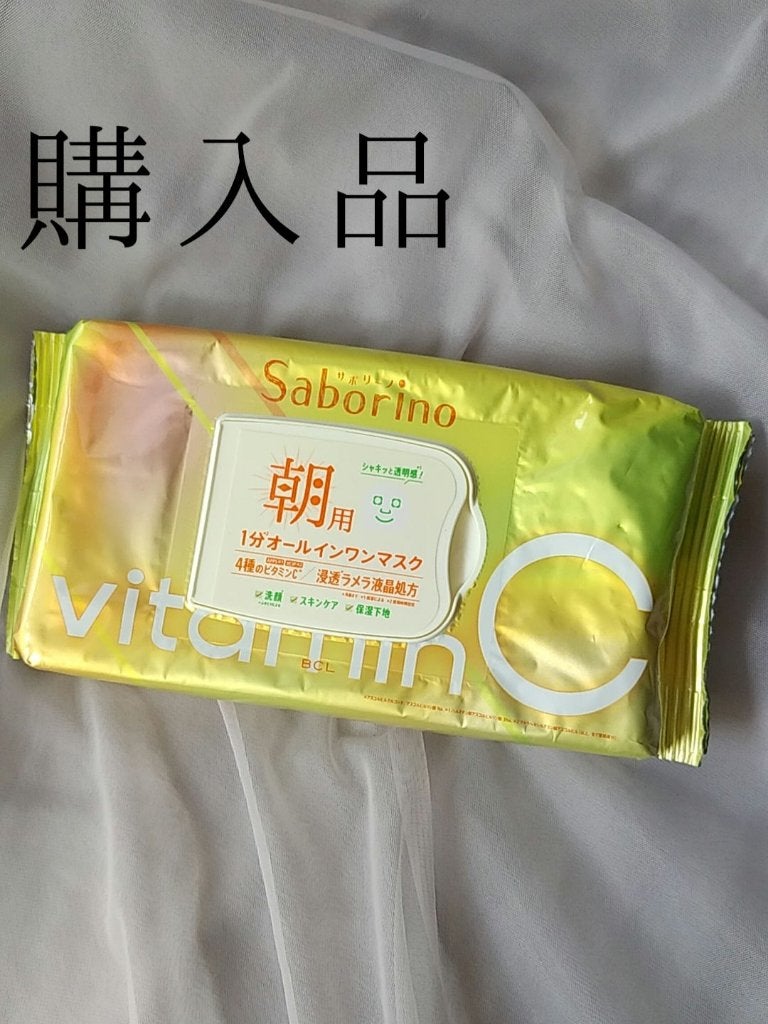 購入品
サボリーノ
Saborino
シャキッと透明感!
朝用
1分オールインワンマスク
4種のビタミンC 浸透ラメラ液晶処方
洗顔 スキンケア 保湿下地
vitaminC
BCL